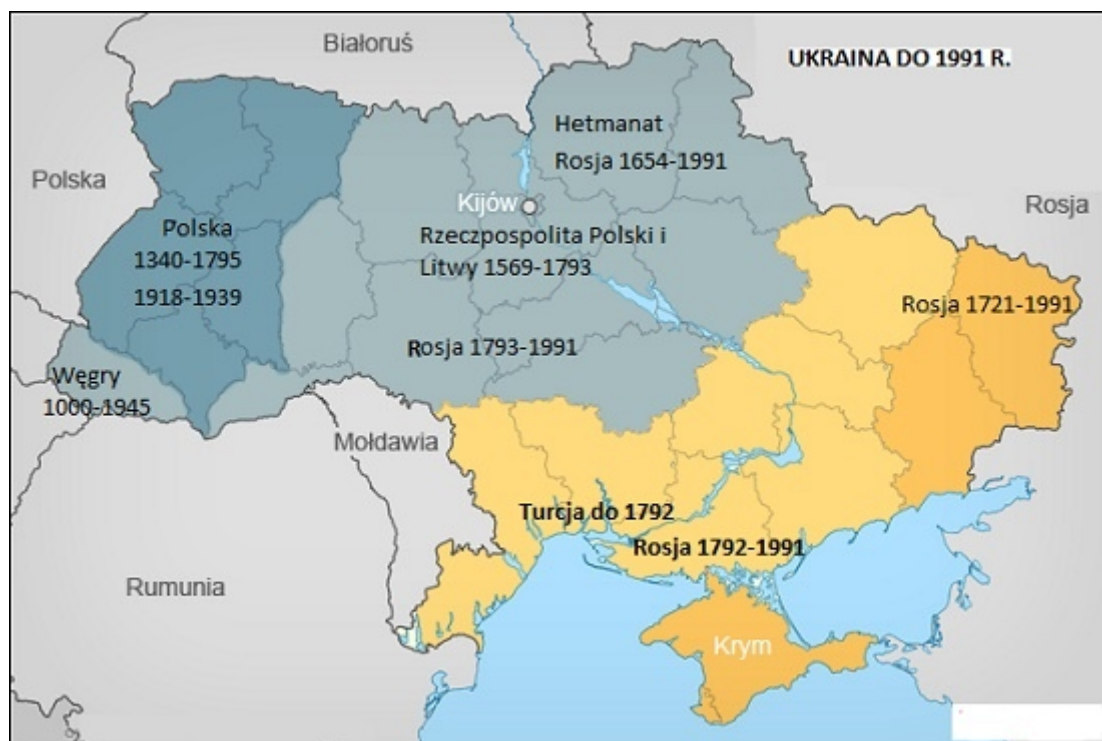 Białoruś
UKRAINA DO 1991 R.
Hetmanat
Rosja 1654-1991
Polska
Rosja
Kijów
Polska
1340-1795
1918-1939
Rzeczpospolita Polski i
Litwy 1569-1793
Rosja 1721-1991
Rosja 1793-1991
Węgry
1000-1945
Mołdawia
Turcja do 1792
Rosja 1792-1991
Rumunia
Krym